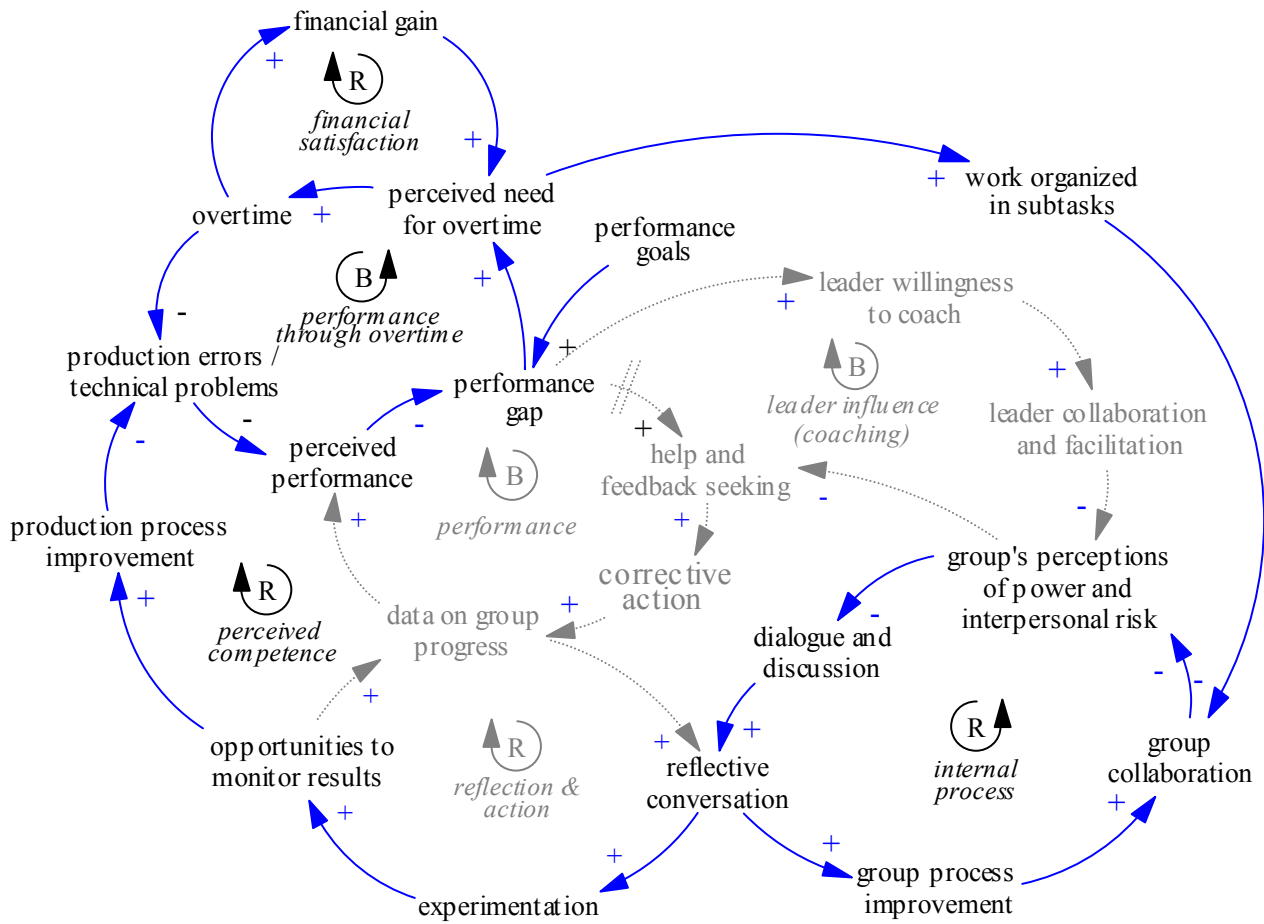 financial gain
+
R
financial
satisfaction
+
perceived need
for overtime
+
overtime
+
work organized
in subtasks
performance
goals
+
B
performance
through overtime
-
leader willingness
to coach
+
production errors /
technical problems
-
-
performance
gap
+
-
B
leader influence
(coaching)
+
leader collaboration
and facilitation
perceived
performance
+
help and
feedback seeking
-
-
B
performance
+
+
production process
improvement
R
perceived
competence
+
corrective
action
+
data on group
progress
group's perceptions
of power and
interpersonal risk
-
dialogue and
discussion
-
-
+
opportunities to
monitor results
R
reflection &
action
+
+
reflective
conversation
R
internal
process
group
collaboration
+
+
+
+
experimentation
group process
improvement